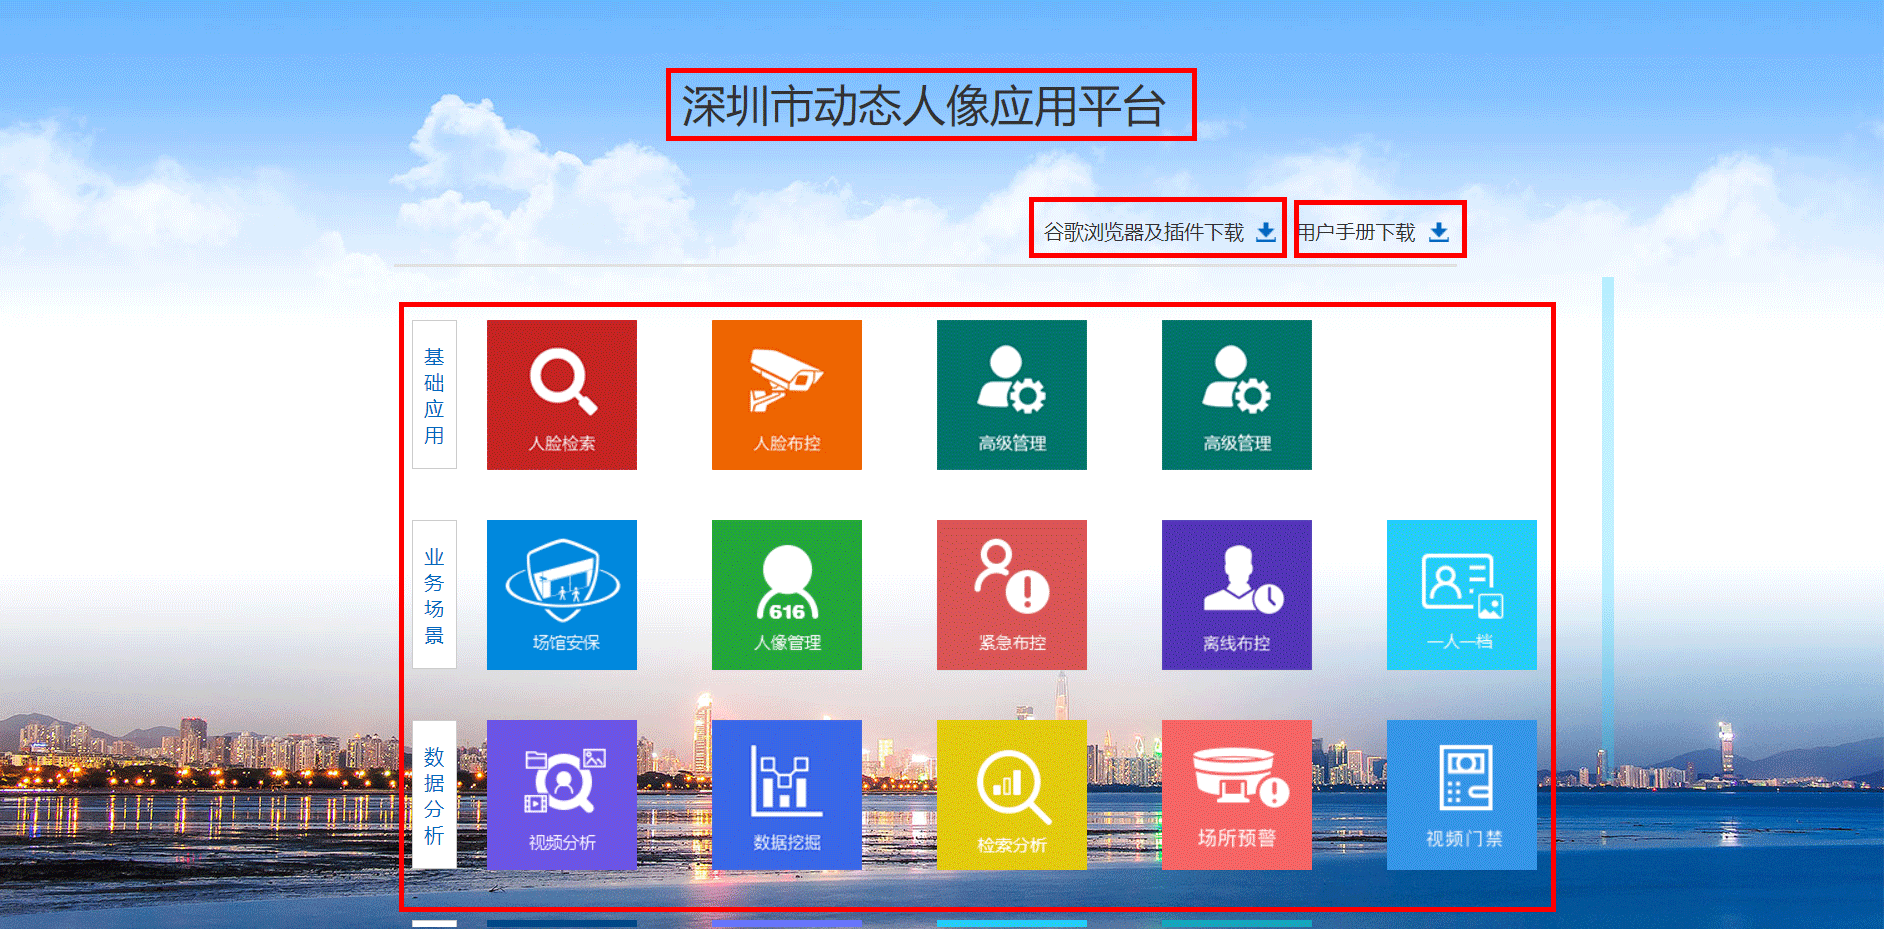 深圳市动态人像应用平台
谷歌浏览器及插件下载
用户手册下载
基础应用
人脸检索
人脸布控
高级管理
高级管理
业务场景
场馆安保
616
人像管理
紧急布控
离线布控
一人一档
数据分析
视频分析
数据挖掘
检索分析
场所预警
视频门禁